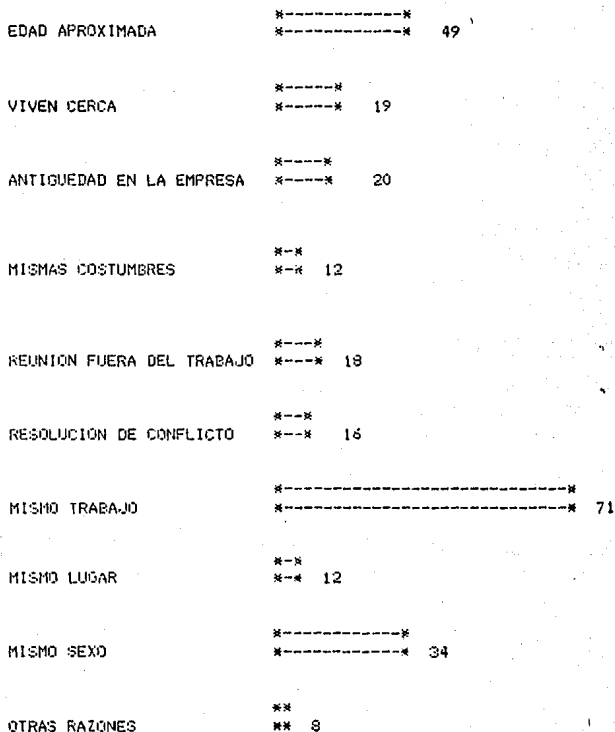 *------------*
EDAD APROXIMADA *------------* 49
*-----*
VIVEN CERCA *-----* 19
*----*
ANTIGUEDAD EN LA EMPRESA *----* 20
*-*
MISMAS COSTUMBRES *-* 12
*---*
REUNION FUERA DEL TRABAJO *---* 18
*--*
RESOLUCION DE CONFLICTO *--* 16
*-----------------------------*
MISMO TRABAJO *-----------------------------* 71
*-*
MISMO LUGAR *-* 12
*------------*
MISMO SEXO *------------* 34
**
OTRAS RAZONES ** 8